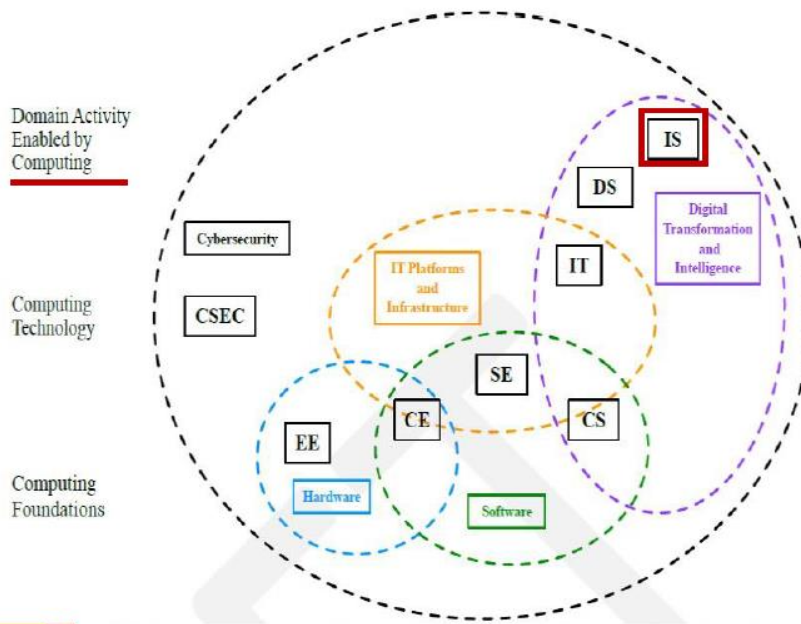 Domain Activity
Enabled by
Computing
IS
DS
Digital
Transformation
and
Intelligence
Cybersecurity
IT Platforms
and
Infrastructure
IT
Computing
Technology
CSEC
SE
CE
CS
EE
Computing
Foundations
Hardware
Software